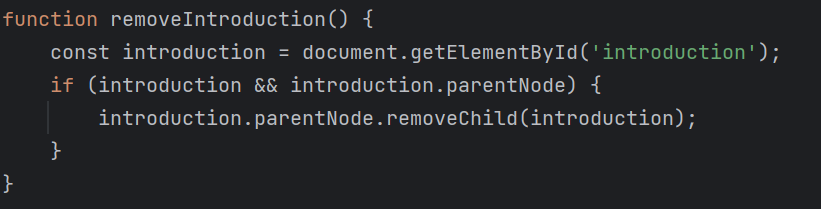 function removeIntroduction() {
    const introduction = document.getElementById('introduction');
    if (introduction && introduction.parentNode) {
        introduction.parentNode.removeChild(introduction);
    }
}